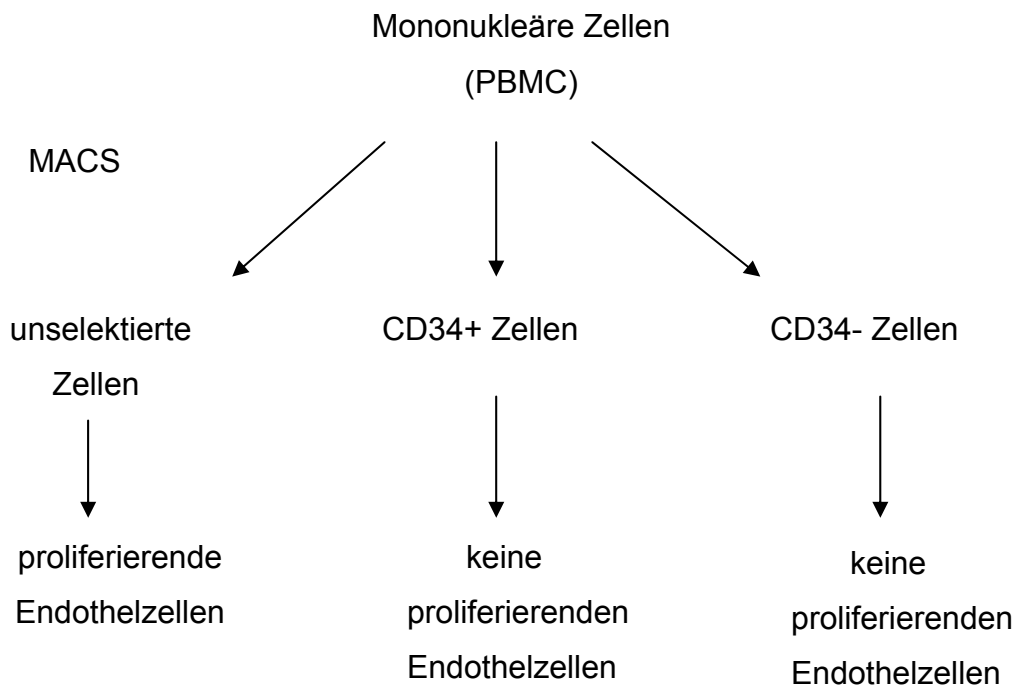 Mononukleäre Zellen
(PBMC)
MACS
unselektierte
Zellen
CD34+ Zellen
CD34- Zellen
proliferierende
Endothelzellen
keine
proliferierenden
Endothelzellen
keine
proliferierenden
Endothelzellen